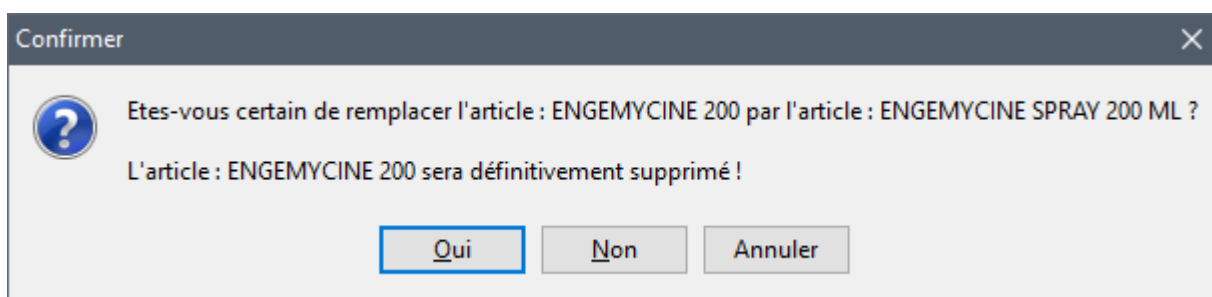 Confirmer
Etes-vous certain de remplacer l'article : ENGEMYCINE 200 par l'article : ENGEMYCINE SPRAY 200 ML ?
L'article : ENGEMYCINE 200 sera définitivement supprimé !
Oui
Non
Annuler